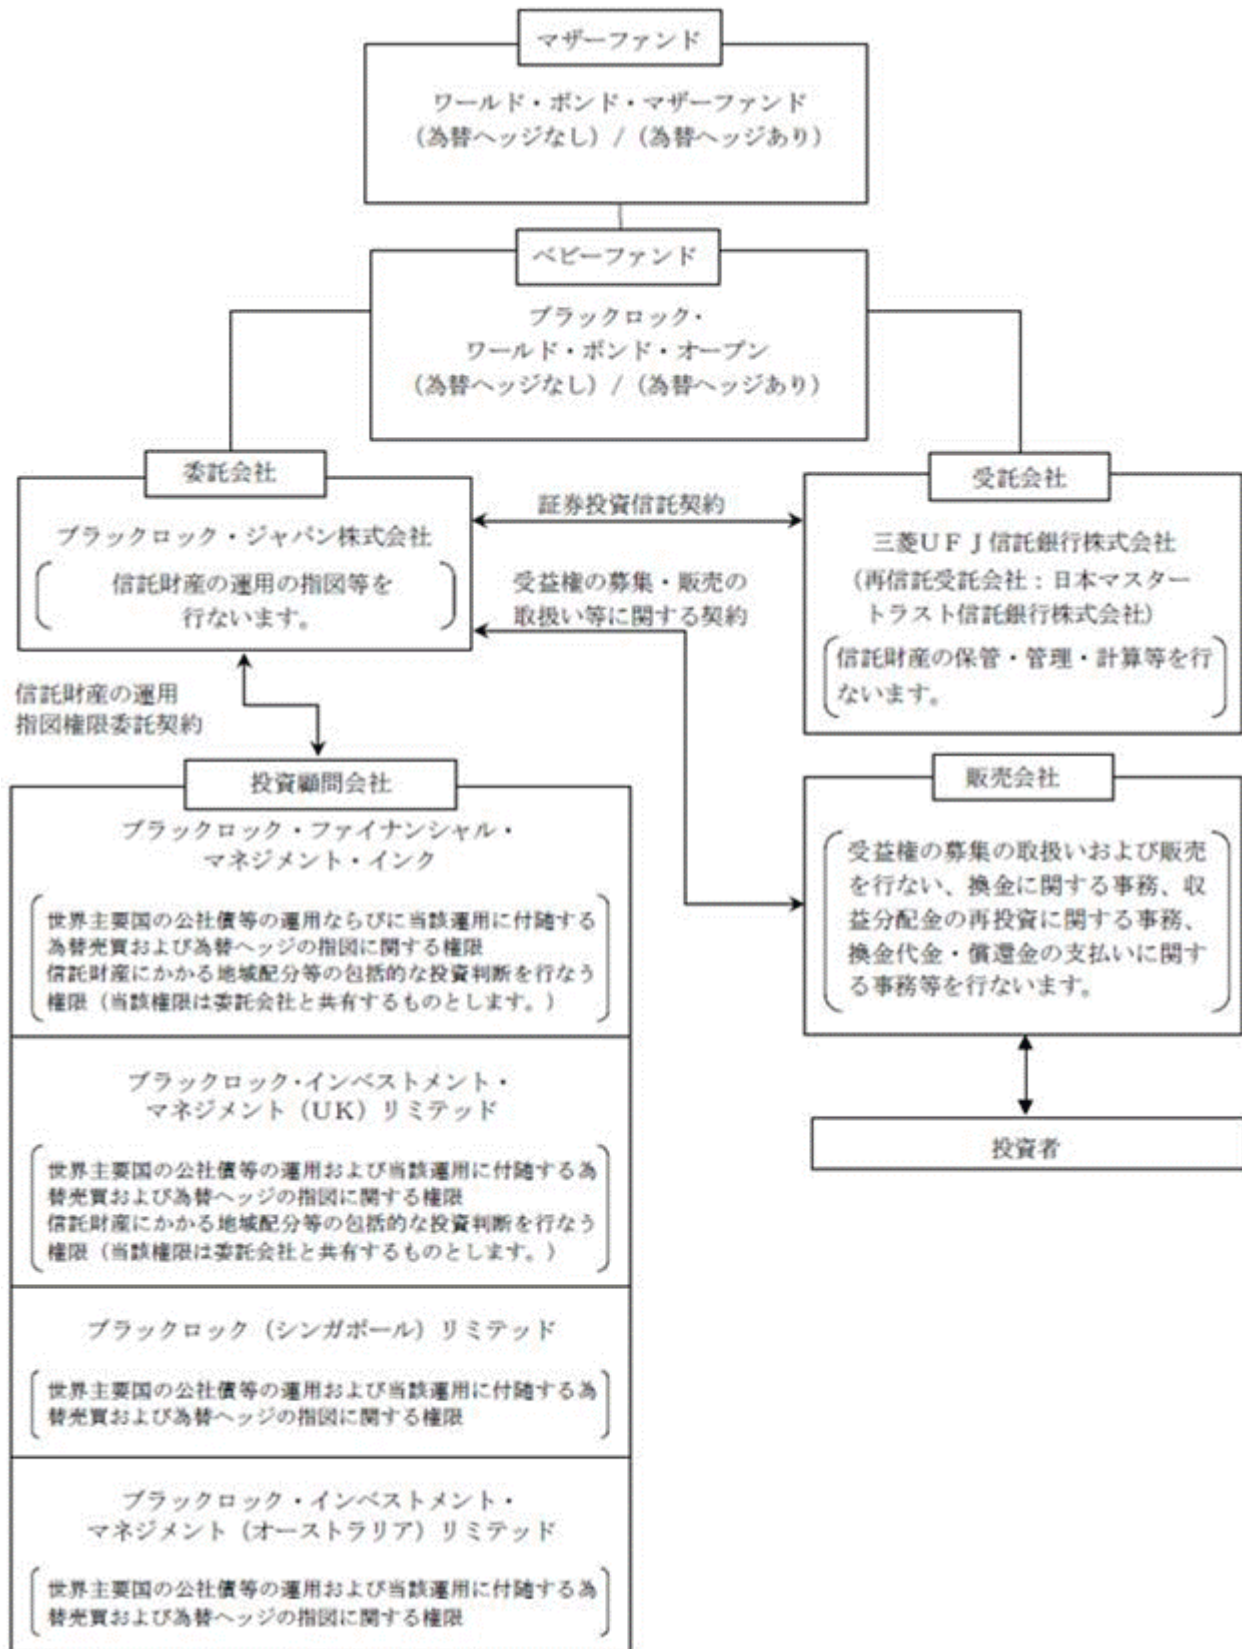 マザーファンド
ワールド・ボンド・マザーファンド
（為替ヘッジなし）/（為替ヘッジあり）
ベビーファンド
ブラックロック・
ワールド・ボンド・オープン
（為替ヘッジなし）/（為替ヘッジあり）
委託会社
ブラックロック・ジャパン株式会社
信託財産の運用の指図等を
行ないます。
証券投資信託契約
受益権の募集・販売の
取扱い等に関する契約
受託会社
三菱ＵＦＪ信託銀行株式会社
（再信託受託会社：日本マスター
トラスト信託銀行株式会社）
信託財産の保管・管理・計算等を行
ないます。
信託財産の運用
指図権限委託契約
投資顧問会社
ブラックロック・ファイナンシャル・
マネジメント・インク
世界主要国の公社債等の運用ならびに当該運用に付随する
為替売買および為替ヘッジの指図に関する権限
信託財産にかかる地域配分等の包括的な投資判断を行なう
権限（当該権限は委託会社と共有するものとします。）
ブラックロック・インベストメント・
マネジメント（ＵＫ）リミテッド
世界主要国の公社債等の運用および当該運用に付随する為
替売買および為替ヘッジの指図に関する権限
信託財産にかかる地域配分等の包括的な投資判断を行なう
権限（当該権限は委託会社と共有するものとします。）
ブラックロック（シンガポール）リミテッド
世界主要国の公社債等の運用および当該運用に付随する為
替売買および為替ヘッジの指図に関する権限
ブラックロック・インベストメント・
マネジメント（オーストラリア）リミテッド
世界主要国の公社債等の運用および当該運用に付随する為
替売買および為替ヘッジの指図に関する権限
販売会社
受益権の募集の取扱いおよび販売
を行ない、換金に関する事務、収
益分配金の再投資に関する事務、
換金代金・償還金の支払いに関す
る事務等を行ないます。
投資者